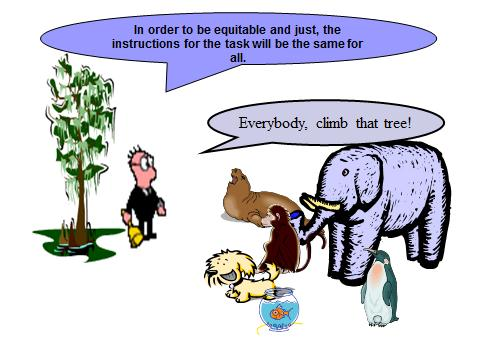 In order to be equitable and just, the
instructions for the task will be the same for
all.
Everybody, climb that tree!